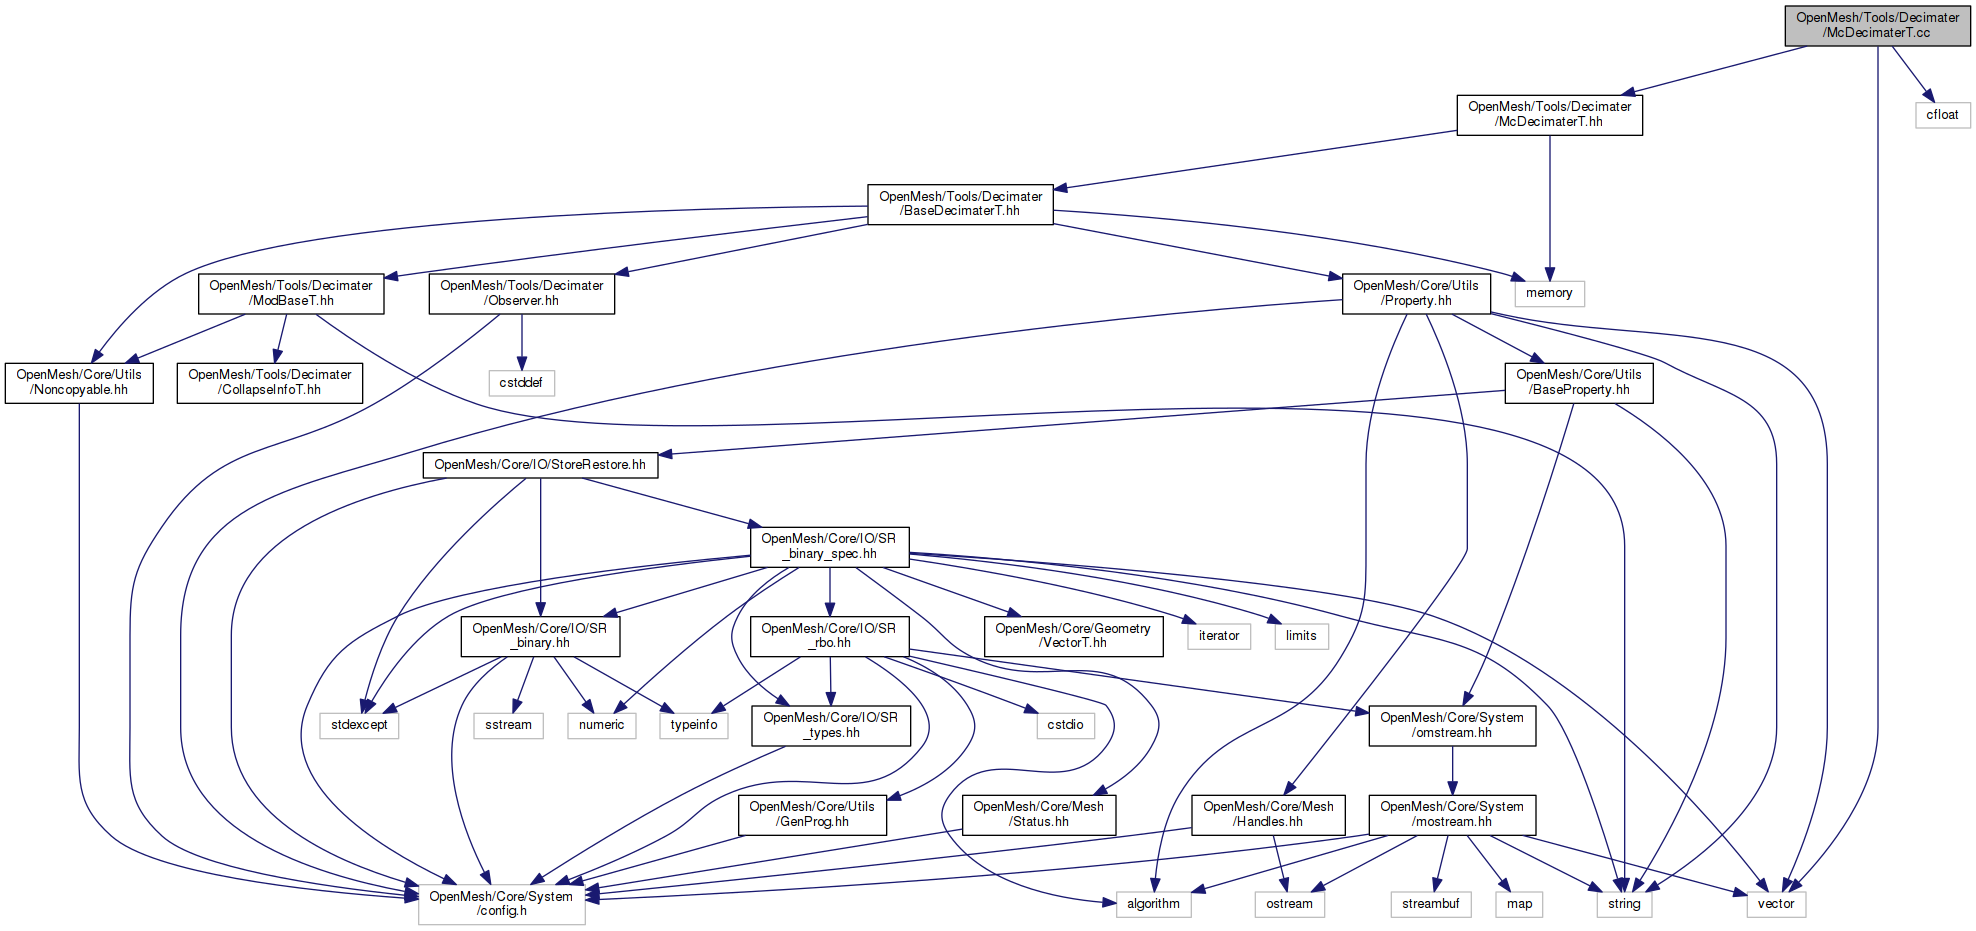 OpenMesh/Tools/Decimater
/McDecimaterT.cc
OpenMesh/Tools/Decimater
/McDecimaterT.hh
cfloat
OpenMesh/Tools/Decimater
/BaseDecimaterT.hh
OpenMesh/Tools/Decimater
/ModBaseT.hh
OpenMesh/Tools/Decimater
/Observer.hh
OpenMesh/Core/Utils
/Property.hh
memory
OpenMesh/Core/Utils
/Noncopyable.hh
OpenMesh/Tools/Decimater
/CollapseInfoT.hh
cstddef
OpenMesh/Core/Utils
/BaseProperty.hh
OpenMesh/Core/IO/StoreRestore.hh
OpenMesh/Core/IO/SR
_binary_spec.hh
OpenMesh/Core/IO/SR
_binary.hh
OpenMesh/Core/IO/SR
_rbo.hh
OpenMesh/Core/Geometry
/VectorT.hh
iterator
limits
stdexcept
sstream
numeric
typeinfo
OpenMesh/Core/IO/SR
_types.hh
cstdio
OpenMesh/Core/System
/omstream.hh
OpenMesh/Core/Utils
/GenProg.hh
OpenMesh/Core/Mesh
/Status.hh
OpenMesh/Core/Mesh
/Handles.hh
OpenMesh/Core/System
/mostream.hh
OpenMesh/Core/System
/config.h
algorithm
ostream
streambuf
map
string
vector